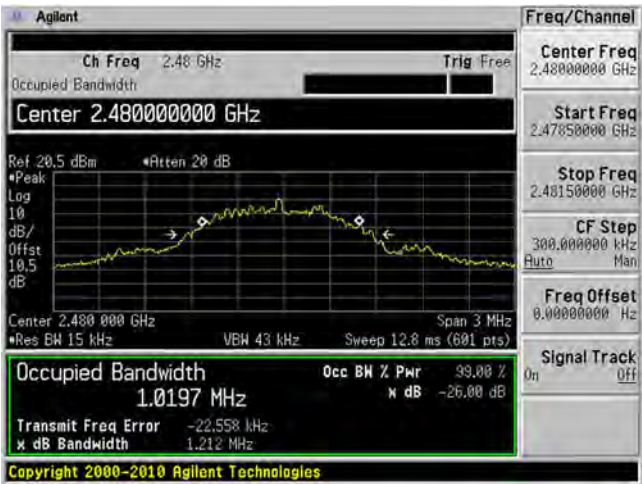 Agilent
Freq/Channel
Ch Freq 2.48 GHz Trig Free
Occupied Bandwidth
Center 2.480000000 GHz
Ref 20.5 dBm •Atten 20 dB
•Peak
Log
10
dB/
Offst
10.5
dB
Center 2.480 000 GHz Span 3 MHz
•Res BW 15 kHz VBW 43 kHz Sweep 12.8 ms (601 pts)
Occupied Bandwidth Occ BW % Pwr 99.00 %
1.0197 MHz x dB -26.00 dB
Transmit Freq Error -22.558 kHz
x dB Bandwidth 1.212 MHz
Copyright 2000-2010 Agilent Technologies
Center Freq
2.48000000 GHz
Start Freq
2.47850000 GHz
Stop Freq
2.48150000 GHz
CF Step
300.000000 kHz
Auto Man
Freq Offset
0.00000000 Hz
Signal Track
On Off